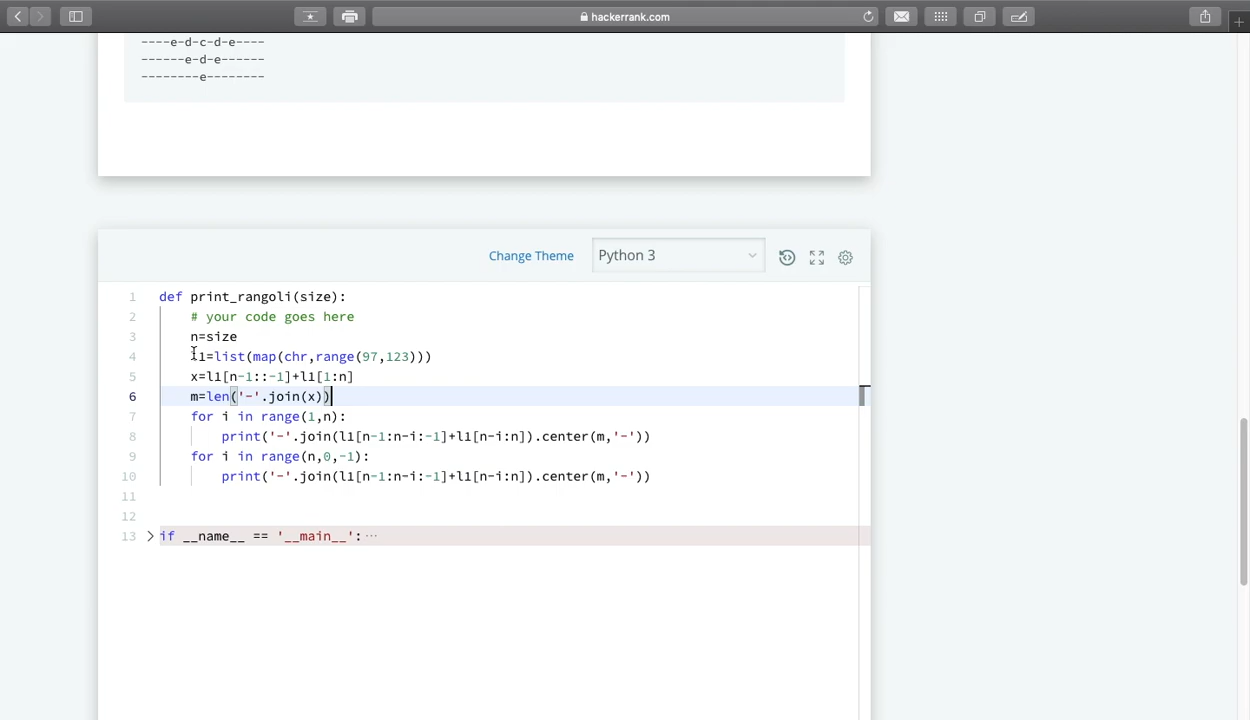 hackerrank.com
----e-d-c-d-e----
------e-d-e------
--------e--------
Change Theme
Python 3
1 def print_rangoli(size):
2 # your code goes here
3 n=size
4 l1=list(map(chr,range(97,123)))
5 x=l1[n-1::-1]+l1[1:n]
6 m=len('-'.join(x))
7 for i in range(1,n):
8 print('-'.join(l1[n-1:n-i:-1]+l1[n-i:n]).center(m,'-'))
9 for i in range(n,0,-1):
10 print('-'.join(l1[n-1:n-i:-1]+l1[n-i:n]).center(m,'-'))
11
12
13 if __name__ == '__main__':···